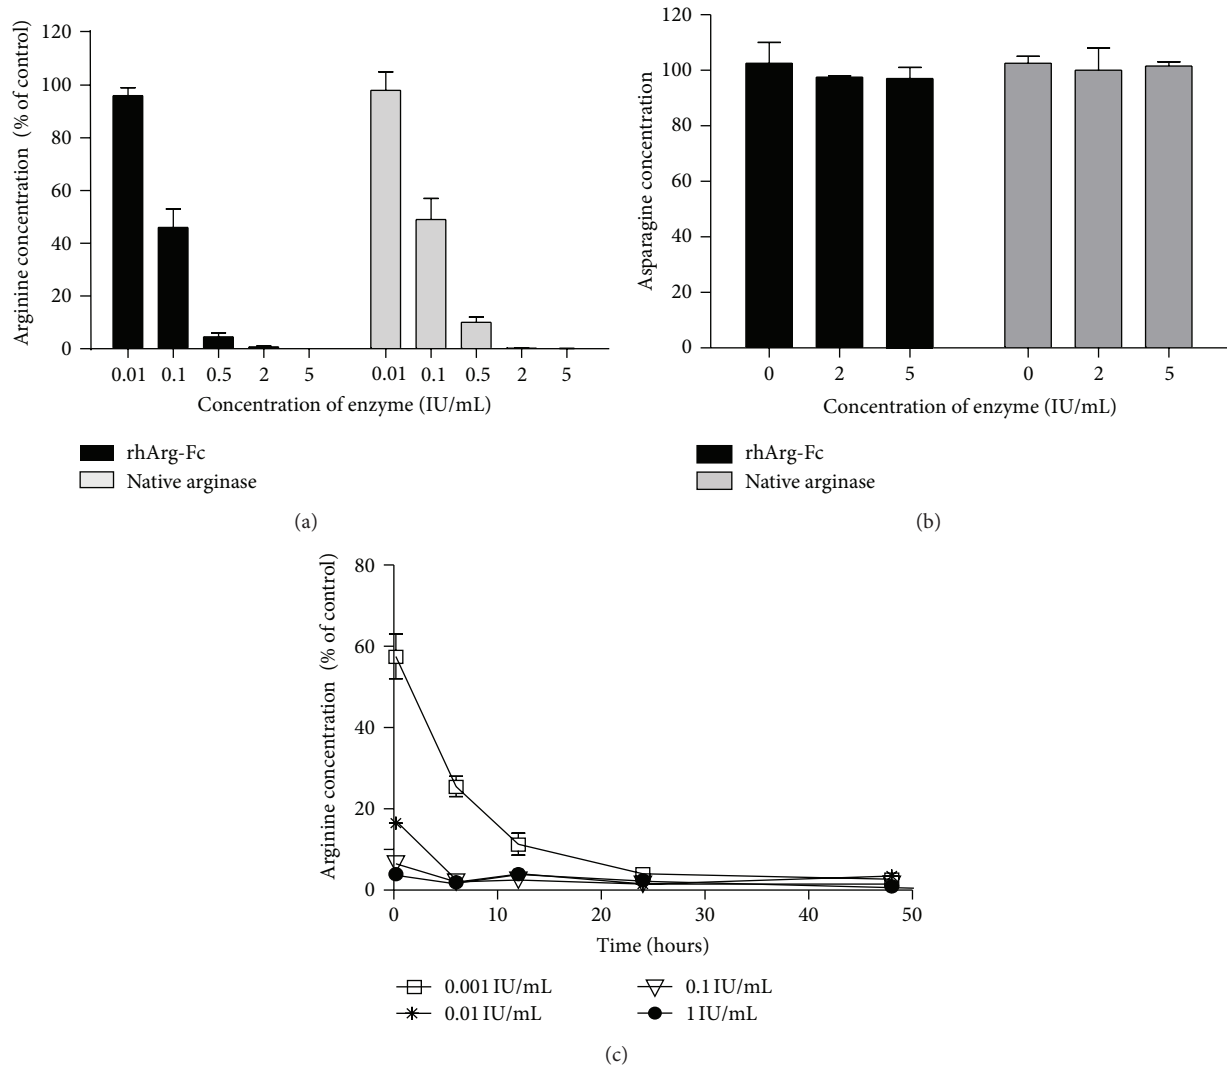 Arginine concentration (% of control)
120
100
80
60
40
20
0
0.01 0.1 0.5 2 5 0.01 0.1 0.5 2 5
Concentration of enzyme (IU/mL)
rhArg-Fc
Native arginase
(a)
Asparagine concentration
120
100
80
60
40
20
0
0 2 5 0 2 5
Concentration of enzyme (IU/mL)
rhArg-Fc
Native arginase
(b)
Arginine concentration (% of control)
80
60
40
20
0
0 10 20 30 40 50
Time (hours)
0.001 IU/mL 0.1 IU/mL
0.01 IU/mL 1 IU/mL
(c)